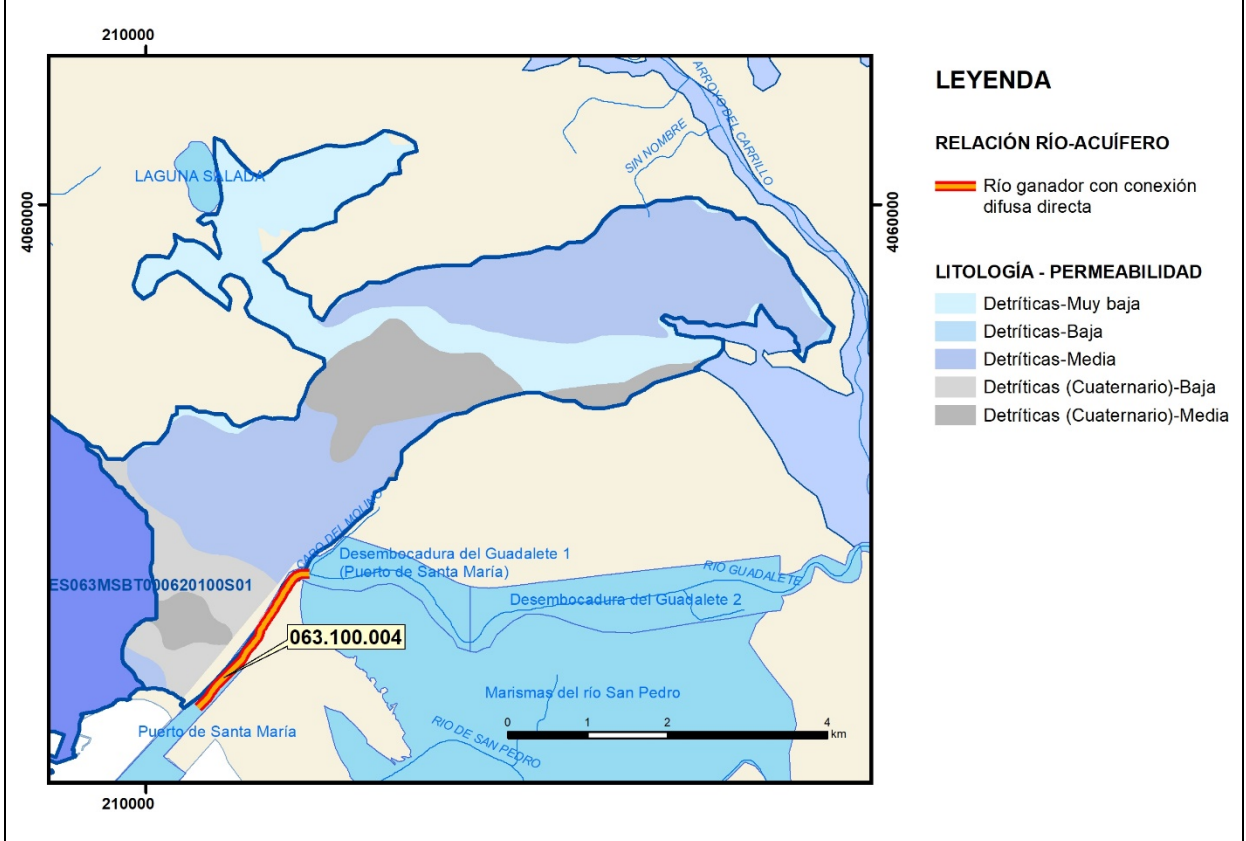 210000
4060000
4060000
ARROYO DEL CARRILLO
SIN NOMBRE
LAGUNA SALADA
CAÑO DEL MOLINO
Desembocadura del Guadalete 1
(Puerto de Santa María)
RIO GUADALETE
Desembocadura del Guadalete 2
ES063MSBT000620100S01
063.100.004
Marismas del río San Pedro
Puerto de Santa María
RIO DE SAN PEDRO
0 1 2 4
km
210000
LEYENDA
RELACIÓN RÍO-ACUÍFERO
Río ganador con conexión
difusa directa
LITOLOGÍA - PERMEABILIDAD
Detríticas-Muy baja
Detríticas-Baja
Detríticas-Media
Detríticas (Cuaternario)-Baja
Detríticas (Cuaternario)-Media